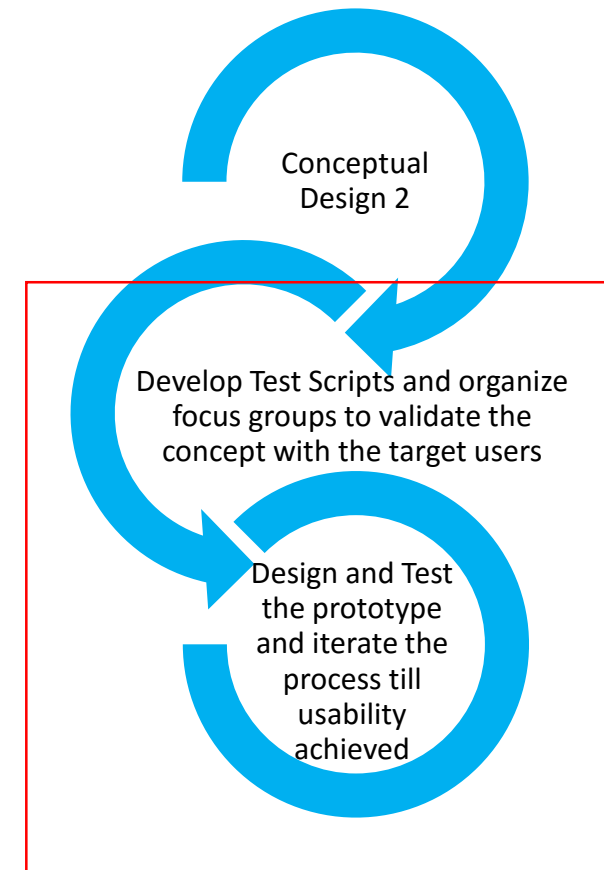 Conceptual
Design 2
Develop Test Scripts and organize
focus groups to validate the
concept with the target users
Design and Test
the prototype
and iterate the
process till
usability
achieved